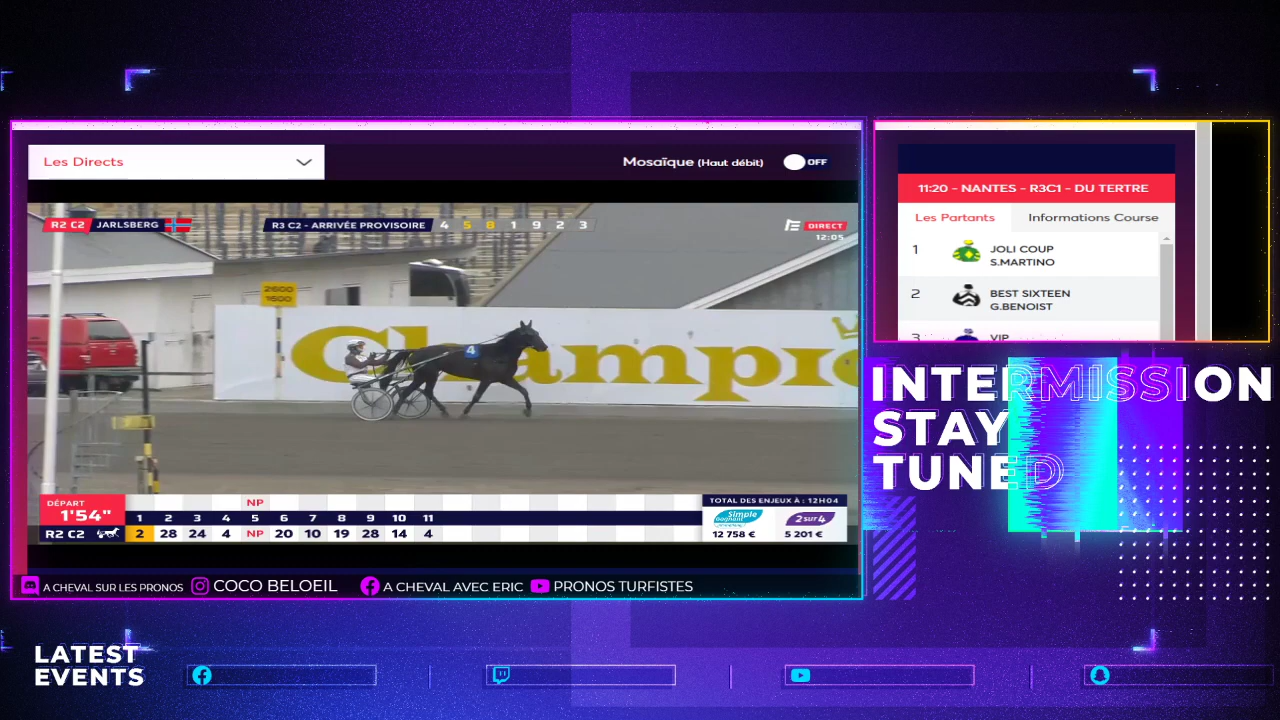 Les Directs
Mosaïque (Haut débit)
OFF
R2 C2 JARLSBERG
R3 C2 - ARRIVÉE PROVISOIRE 4 5 8 1 9 2 3
DIRECT
12:05
2600
1600
Champi
4
DÉPART
1'54"
NP
1 2 3 4 5 6 7 8 9 10 11
R2 C2 2 28 24 4 NP 20 10 19 28 14 4
TOTAL DES ENJEUX À : 12H04
Simple
Gagnant
2 SUR 4
12 758 €
5 201 €
A CHEVAL SUR LES PRONOS
COCO BELOEIL
A CHEVAL AVEC ERIC
PRONOS TURFISTES
11:20 - NANTES - R3C1 - DU TERTRE
Les Partants
Informations Course
1 JOLI COUP
S.MARTINO
2 BEST SIXTEEN
G.BENOIST
3 VIP
INTERMISSION
STAY
TUNED
LATEST
EVENTS